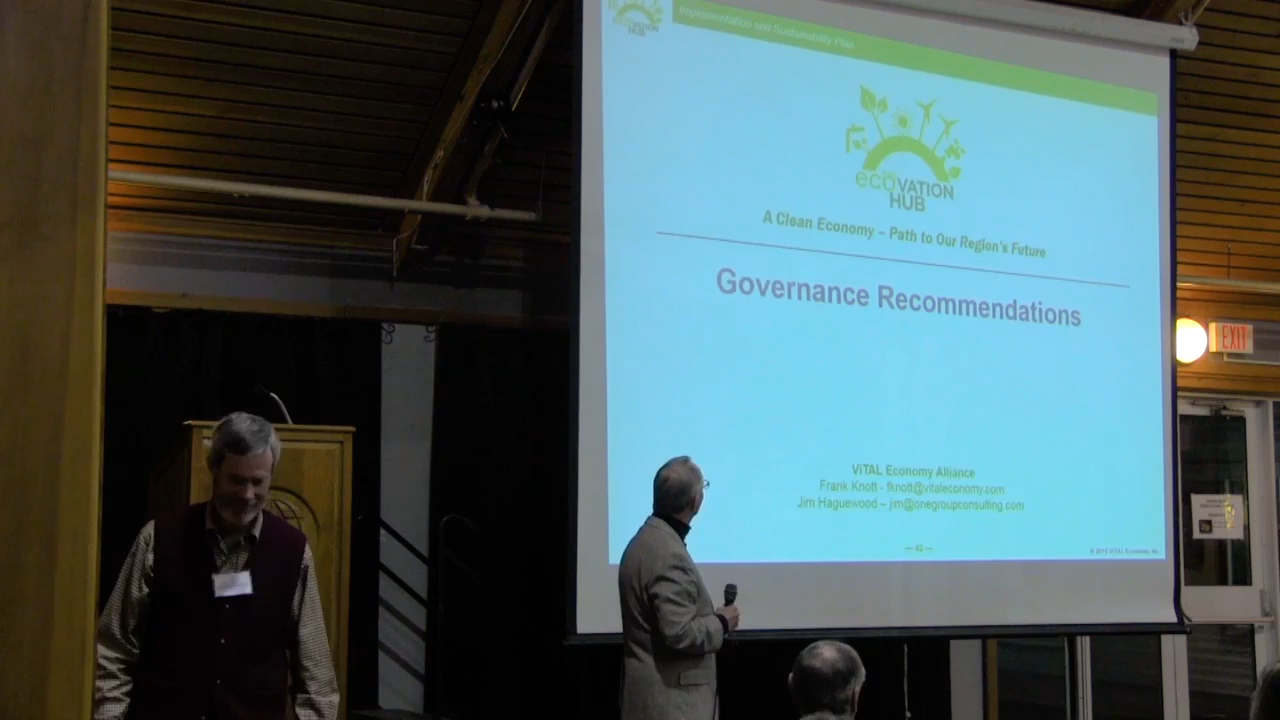 Implementation and Sustainability Plan
ecoVATION
HUB
A Clean Economy – Path to Our Region's Future
Governance Recommendations
ViTAL Economy Alliance
Frank Knott - fknott@vitaleconomy.com
Jim Haguewood – jim@onegroupconsulting.com
EXIT